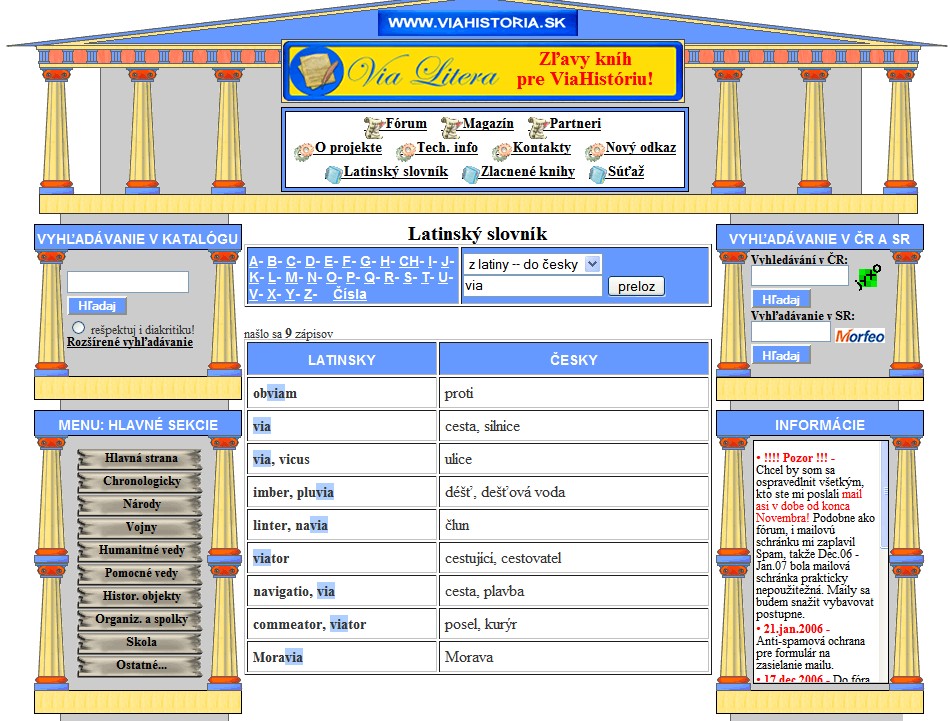 WWW.VIAHISTORIA.SK
Via Litera
Zľavy kníh
pre ViaHistóriu!
Fórum Magazín Partneri
O projekte Tech. info Kontakty Nový odkaz
Latinský slovník Zlacnené knihy Súťaž
VYHĽADÁVANIE V KATALÓGU
Hľadaj
rešpektuj i diakritiku!
Rozšírené vyhľadávanie
MENU: HLAVNÉ SEKCIE
Hlavná strana
Chronologicky
Národy
Vojny
Humanitné vedy
Pomocné vedy
Histor. objekty
Organiz. a spolky
Skola
Ostatné...
Latinský slovník
A- B- C- D- E- F- G- H- CH- I- J-
K- L- M- N- O- P- Q- R- S- T- U-
V- X- Y- Z- Čísla
z latiny -- do česky
via
preloz
našlo sa 9 zápisov
LATINSKY ČESKY
obviam proti
via cesta, silnice
via, vicus ulice
imber, pluvia déšť, dešťová voda
linter, navia člun
viator cestující, cestovatel
navigatio, via cesta, plavba
commeator, viator posel, kurýr
Moravia Morava
VYHĽADÁVANIE V ČR A SR
Vyhledávání v ČR:
Hľadaj
Vyhľadávanie v SR:
Morfeo
Hľadaj
INFORMÁCIE
• !!!! Pozor !!! -
Chcel by som sa
ospravedlnit všetkým,
kto ste mi poslali mail
asi v dobe od konca
Novembra! Podobne ako
fórum, i mailovú
schránku mi zaplavil
Spam, takže Dec.06 -
Jan.07 bola mailová
schránka prakticky
nepoužitežná. Maily sa
budem snažit vybavovat
postupne.
• 21.jan.2006 -
Anti-spamová ochrana
pre formulár na
zasielanie mailu.
• 17.dec.2006 - Do fóra